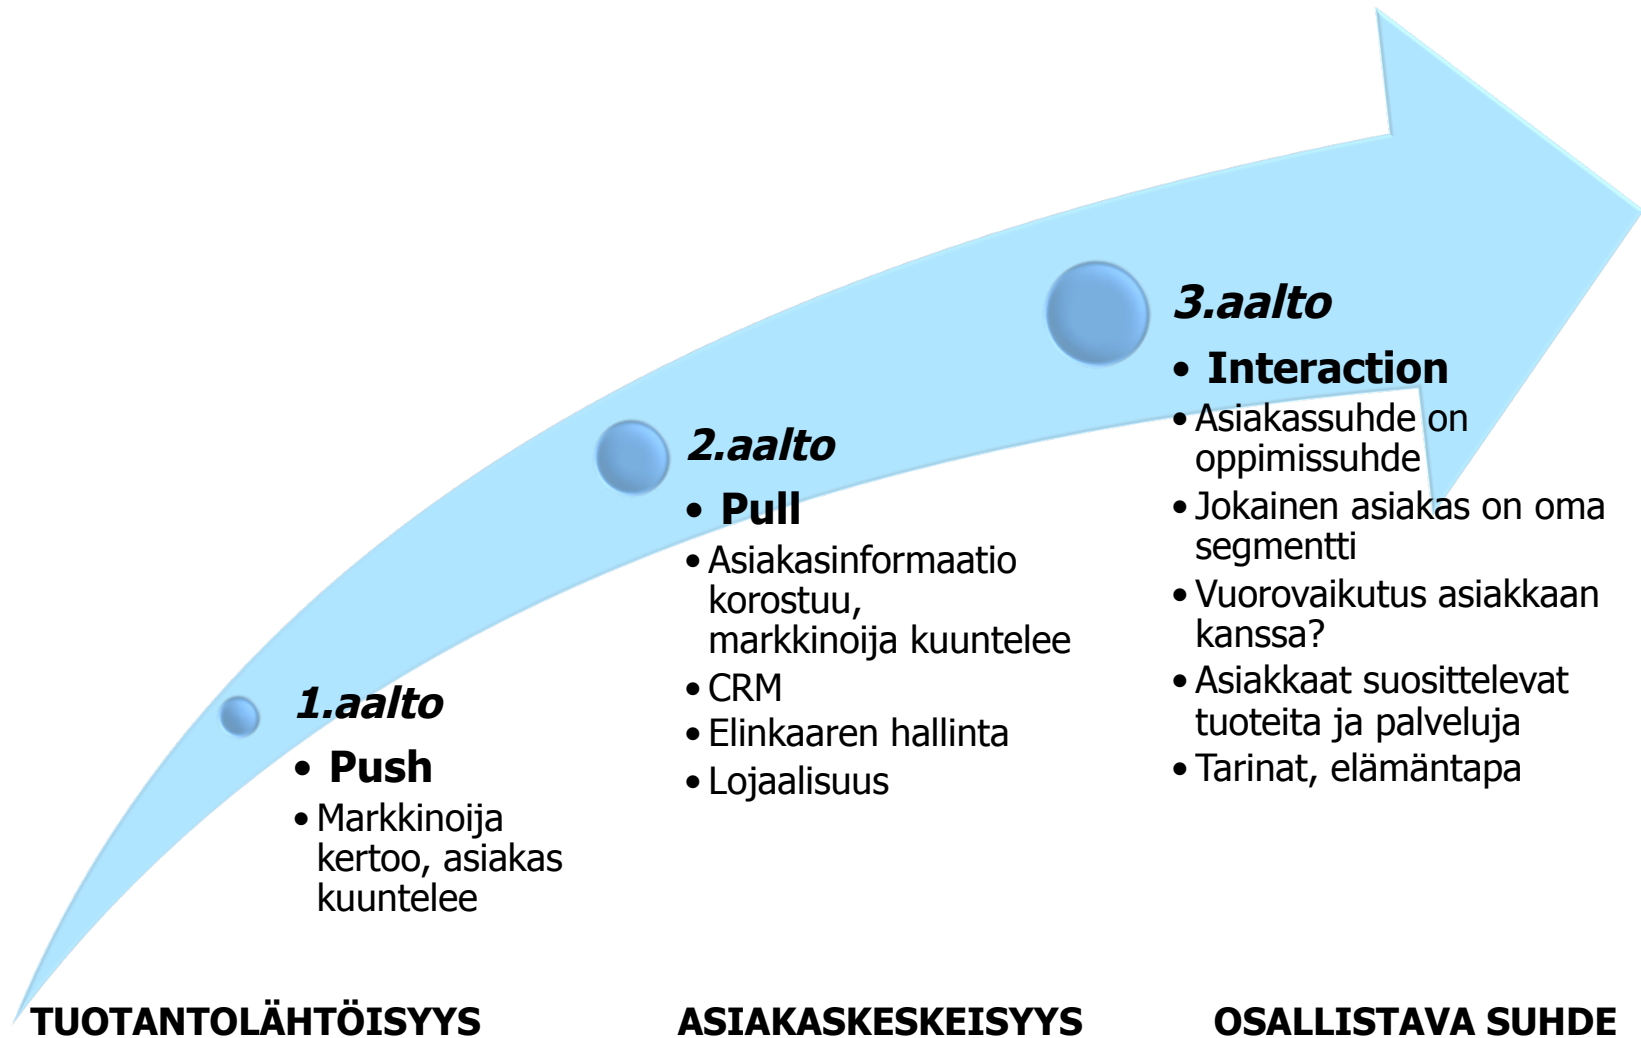 1.aalto
• Push
• Markkinoija
kertoo, asiakas
kuuntelee
2.aalto
• Pull
• Asiakasinformaatio
korostuu,
markkinoija kuuntelee
• CRM
• Elinkaaren hallinta
• Lojaalisuus
3.aalto
• Interaction
• Asiakassuhde on
oppimissuhde
• Jokainen asiakas on oma
segmentti
• Vuorovaikutus asiakkaan
kanssa?
• Asiakkaat suosittelevat
tuoteita ja palveluja
• Tarinat, elämäntapa
TUOTANTOLÄHTÖISYYS
ASIAKASKESKEISYYS
OSALLISTAVA SUHDE